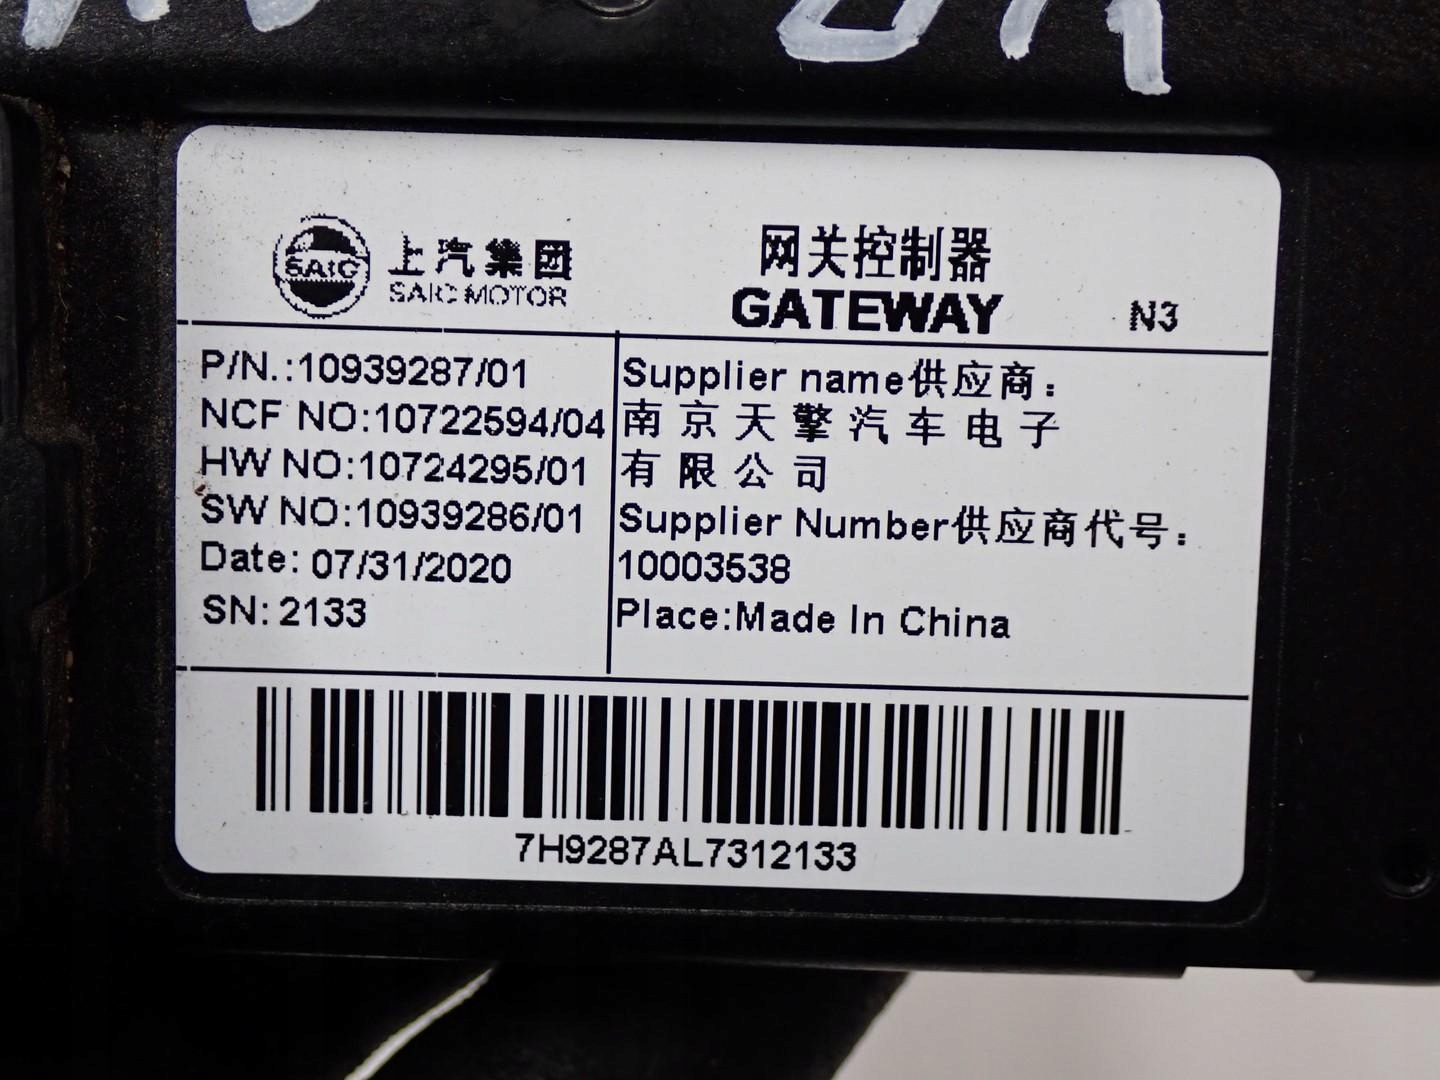 SAIC 上汽集团
SAIC MOTOR
网关控制器
GATEWAY
N3
P/N.:10939287/01
NCF NO:10722594/04
HW NO:10724295/01
SW NO:10939286/01
Date: 07/31/2020
SN: 2133
Supplier name供应商：
南京天擎汽车电子
有限公司
Supplier Number供应商代号：
10003538
Place:Made In China
7H9287AL7312133